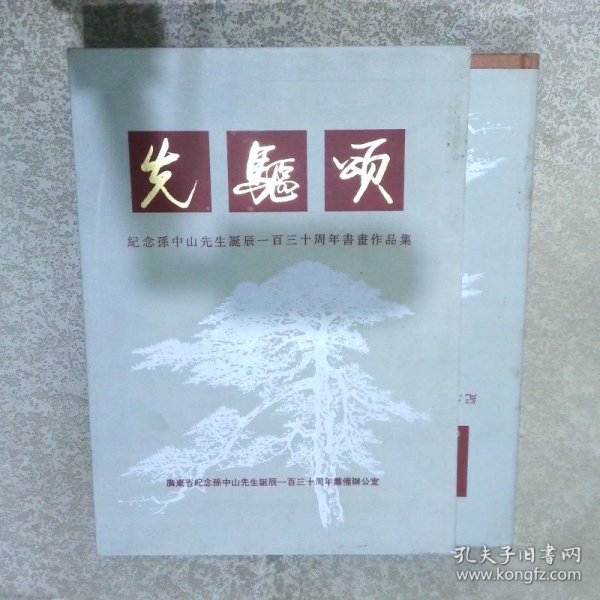 先驅頌
紀念孫中山先生誕辰一百三十周年書畫作品集
廣東省紀念孫中山先生誕辰一百三十周年籌備辦公室
孔夫子旧书网
www.kongfz.com